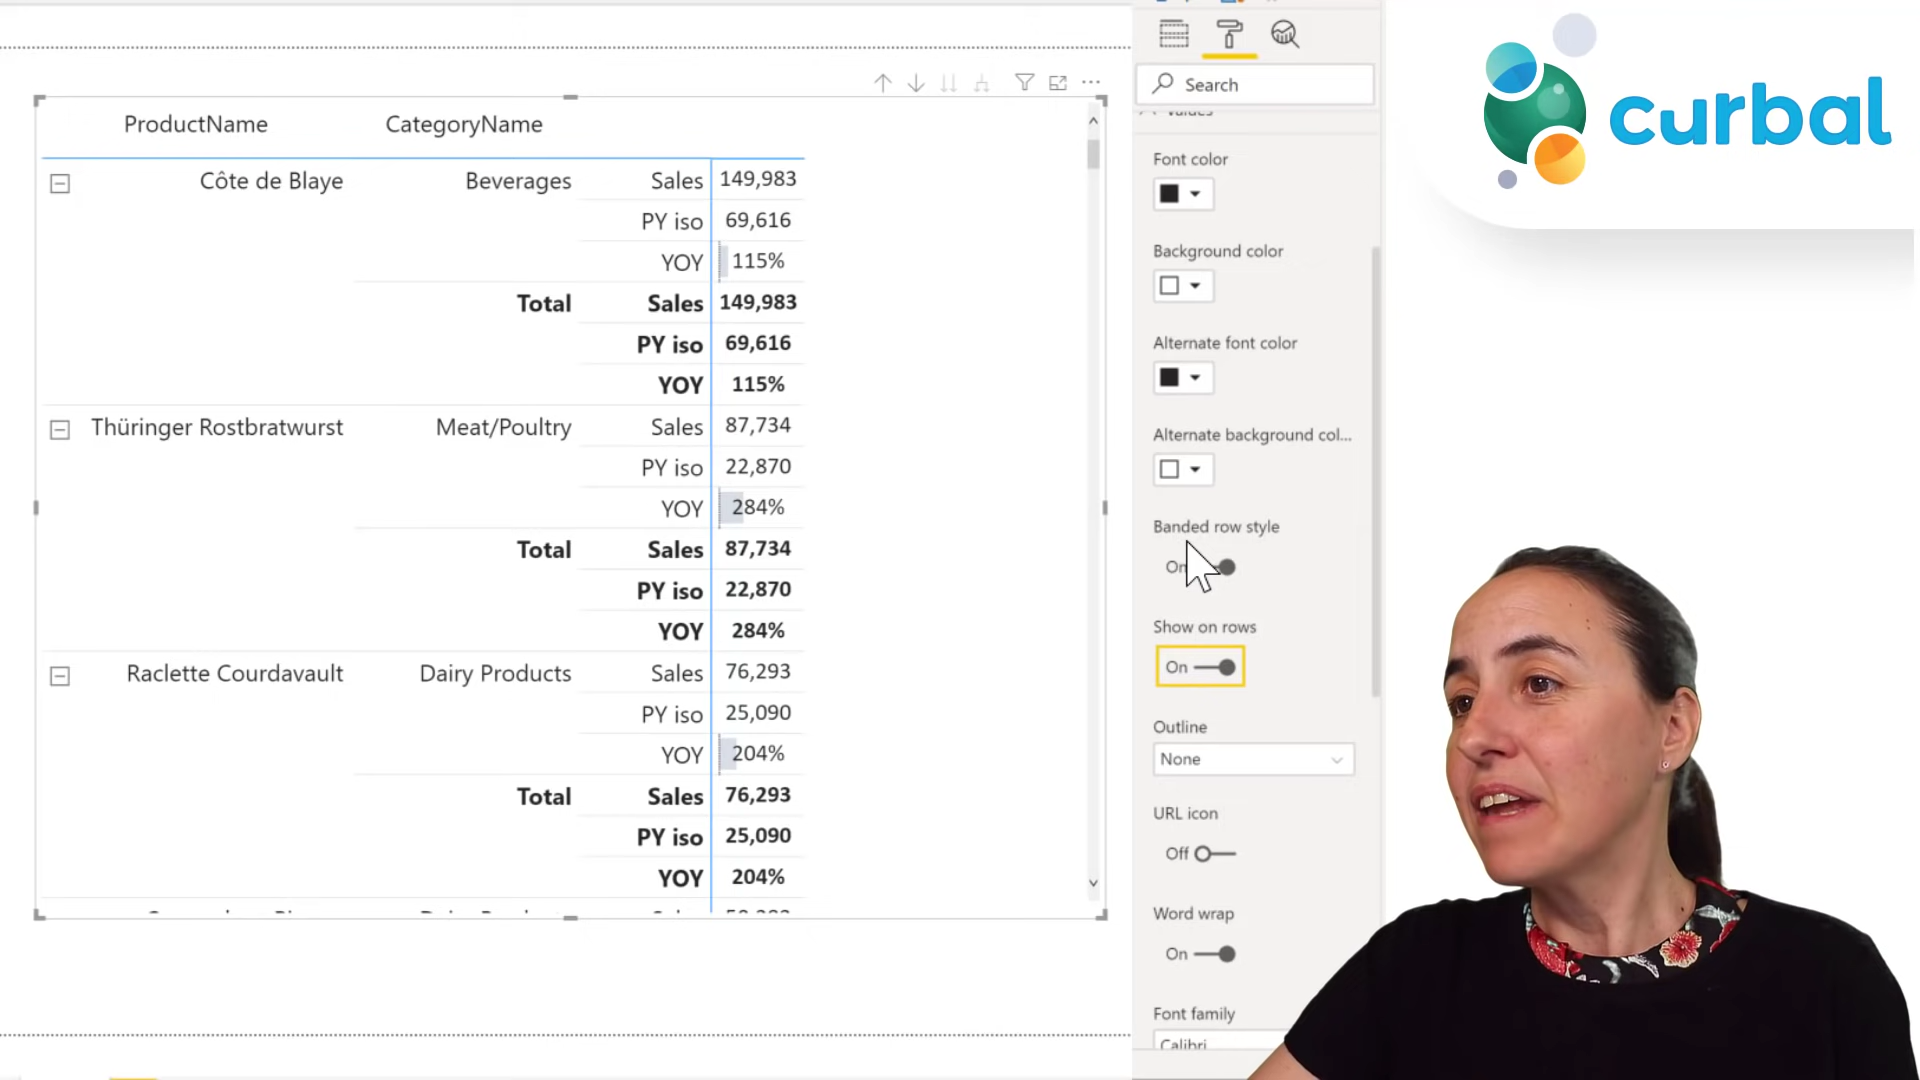 ProductName CategoryName
Côte de Blaye Beverages Sales 149,983
PY iso 69,616
YOY 115%
Total Sales 149,983
PY iso 69,616
YOY 115%
Thüringer Rostbratwurst Meat/Poultry Sales 87,734
PY iso 22,870
YOY 284%
Total Sales 87,734
PY iso 22,870
YOY 284%
Raclette Courdavault Dairy Products Sales 76,293
PY iso 25,090
YOY 204%
Total Sales 76,293
PY iso 25,090
YOY 204%
Search
Values
Font color
Background color
Alternate font color
Alternate background col...
Banded row style
On
Show on rows
On
Outline
None
URL icon
Off
Word wrap
On
Font family
Calibri
curbal